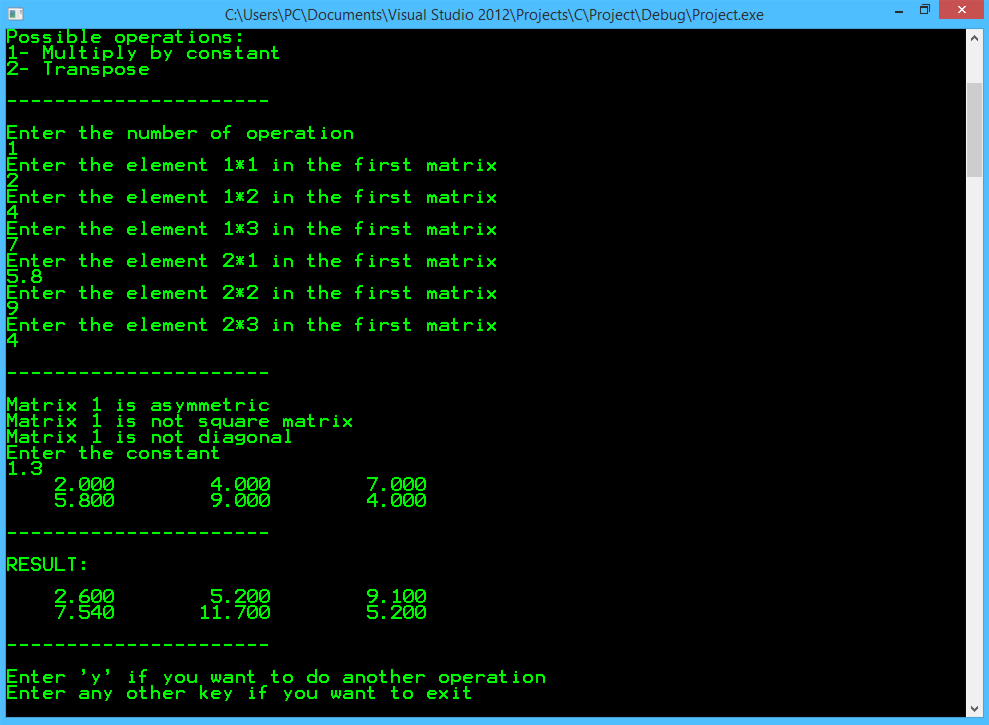 C:\Users\PC\Documents\Visual Studio 2012\Projects\C\Project\Debug\Project.exe
Possible operations:
1- Multiply by constant
2- Transpose
----------------------
Enter the number of operation
1
Enter the element 1*1 in the first matrix
2
Enter the element 1*2 in the first matrix
4
Enter the element 1*3 in the first matrix
7
Enter the element 2*1 in the first matrix
5.8
Enter the element 2*2 in the first matrix
9
Enter the element 2*3 in the first matrix
4
----------------------
Matrix 1 is asymmetric
Matrix 1 is not square matrix
Matrix 1 is not diagonal
Enter the constant
1.3
2.000 4.000 7.000
5.800 9.000 4.000
----------------------
RESULT:
2.600 5.200 9.100
7.540 11.700 5.200
----------------------
Enter 'y' if you want to do another operation
Enter any other key if you want to exit